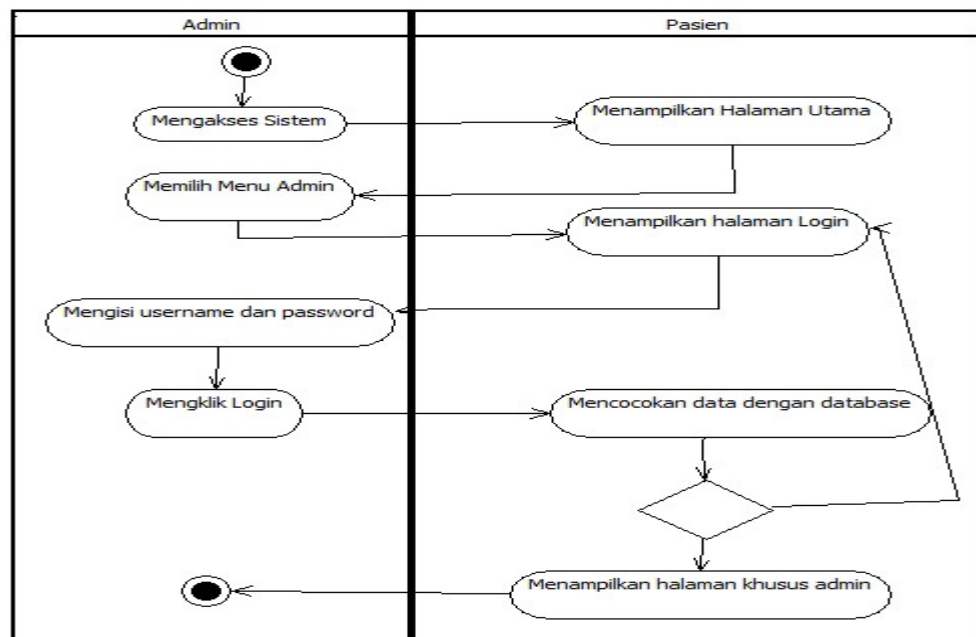 Admin
Pasien
Mengakses Sistem
Menampilkan Halaman Utama
Memilih Menu Admin
Menampilkan halaman Login
Mengisi username dan password
Mengklik Login
Mencocokan data dengan database
Menampilkan halaman khusus admin